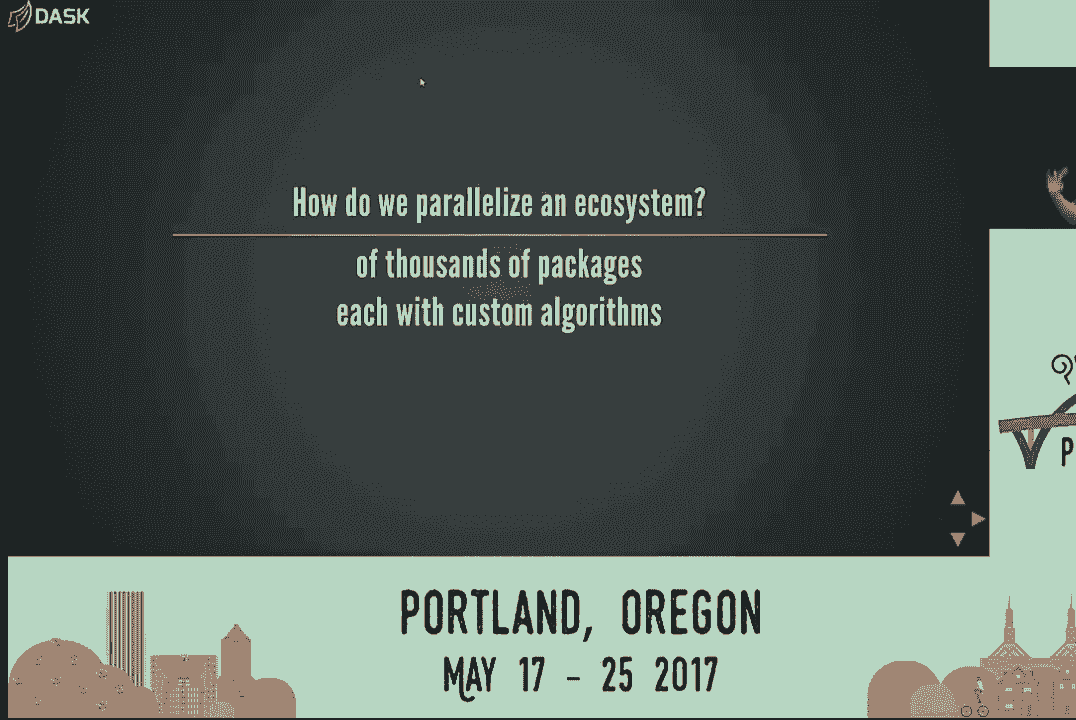 DASK
How do we parallelize an ecosystem?
of thousands of packages
each with custom algorithms
P
PORTLAND, OREGON
MAY 17 - 25 2017